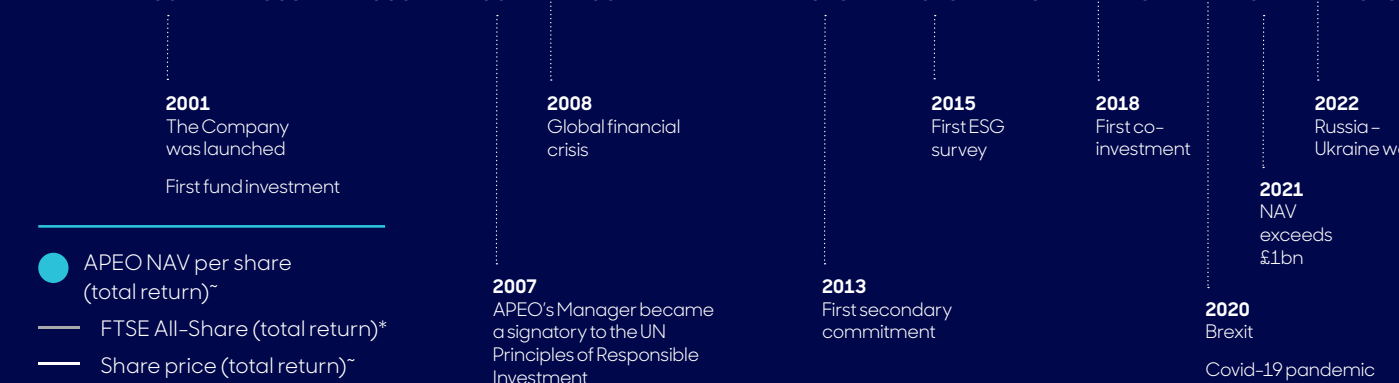 2001
The Company
was launched
First fund investment
2008
Global financial
crisis
2015
First ESG
survey
2018
First co-
investment
2022
Russia –
Ukraine
2021
NAV
exceeds
£1bn
APEO NAV per share
(total return)~
FTSE All-Share (total return)*
Share price (total return)~
2007
APEO's Manager became
a signatory to the UN
Principles of Responsible
Investment
2013
First secondary
commitment
2020
Brexit
Covid-19 pandemic